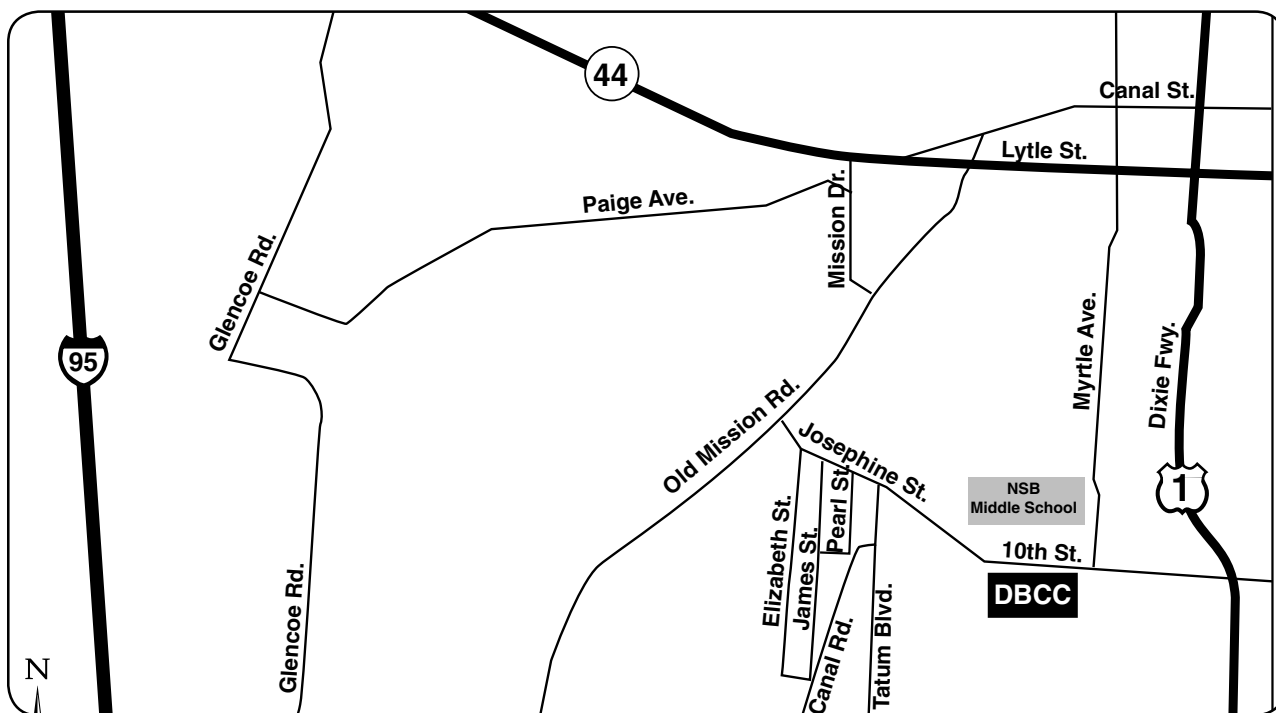 44
Canal St.
Lytle St.
Paige Ave.
Mission Dr.
Glencoe Rd.
95
Myrtle Ave.
Dixie Fwy.
Old Mission Rd.
Josephine St.
1
NSB
Middle School
Elizabeth St.
James St.
Pearl St.
10th St.
DBCC
Glencoe Rd.
Canal Rd.
Tatum Blvd.
N